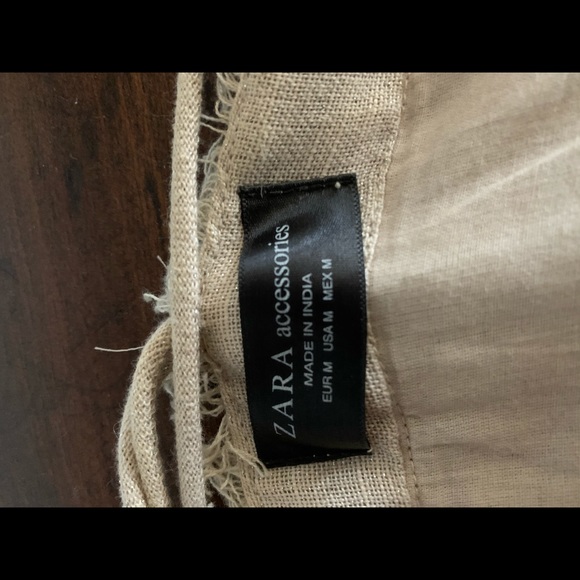 ZARA accessories
MADE IN INDIA
EUR M USA M MEX M